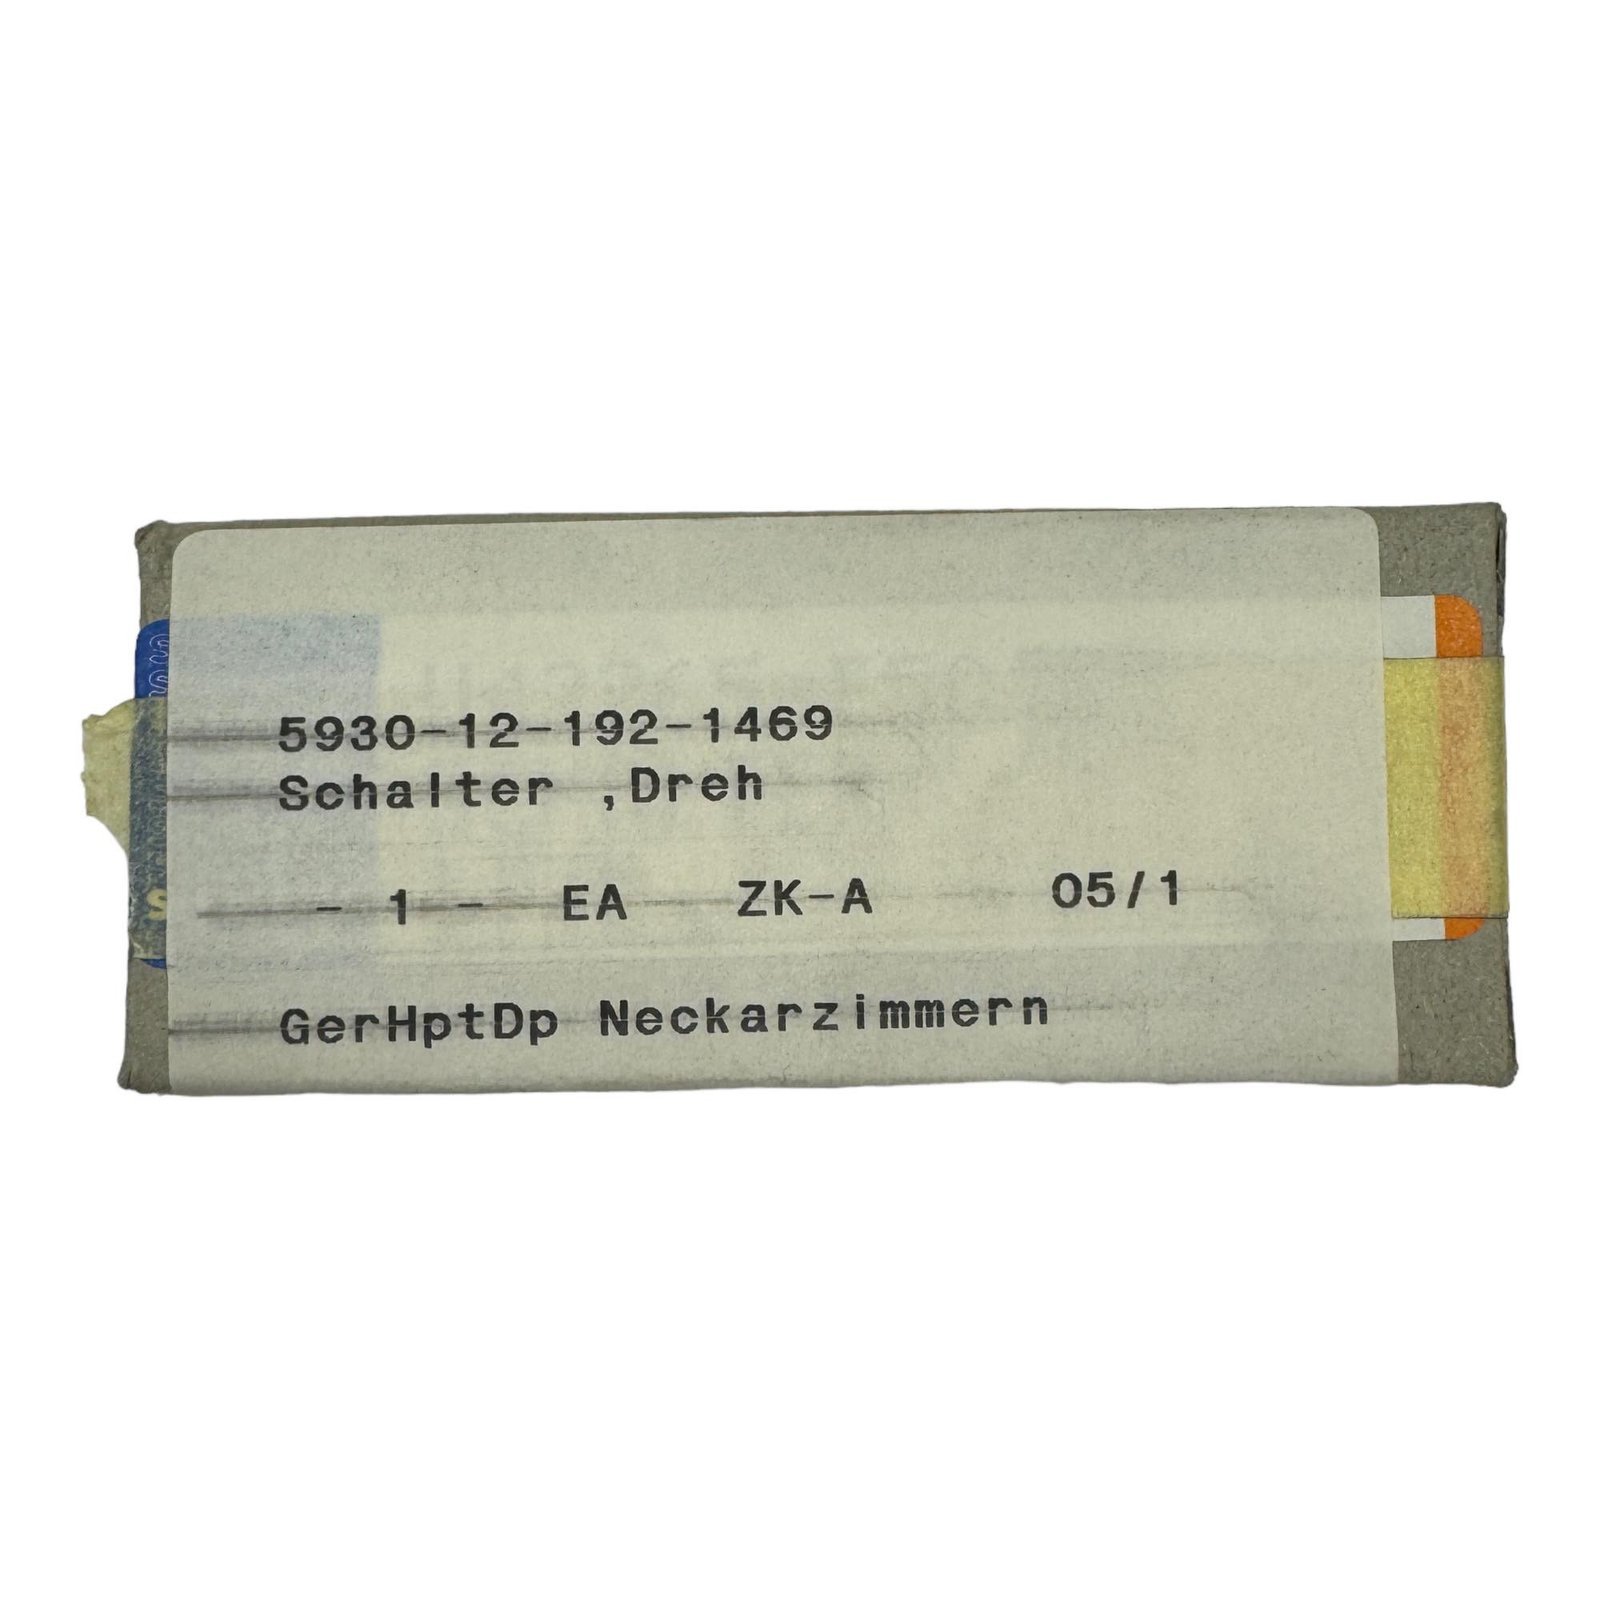 5930-12-192-1469
Schalter ,Dreh
- 1 - EA ZK-A 05/1
GerHptDp Neckarzimmern
S